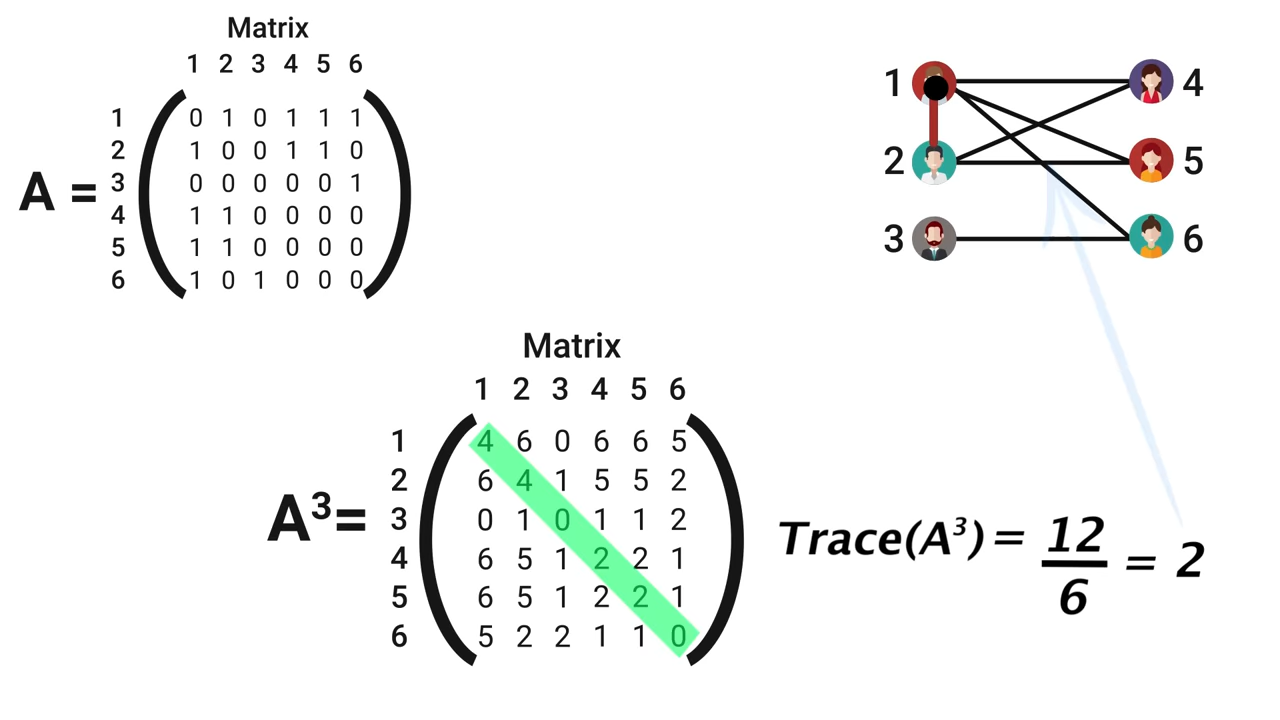 Matrix
1 2 3 4 5 6
A =
1 0 1 0 1 1 1
2 1 0 0 1 1 0
3 0 0 0 0 0 1
4 1 1 0 0 0 0
5 1 1 0 0 0 0
6 1 0 1 0 0 0
1 4
2 5
3 6
Matrix
1 2 3 4 5 6
A³=
1 4 6 0 6 6 5
2 6 4 1 5 5 2
3 0 1 0 1 1 2
4 6 5 1 2 2 1
5 6 5 1 2 2 1
6 5 2 2 1 1 0
Trace(A³) = 12/6 = 2